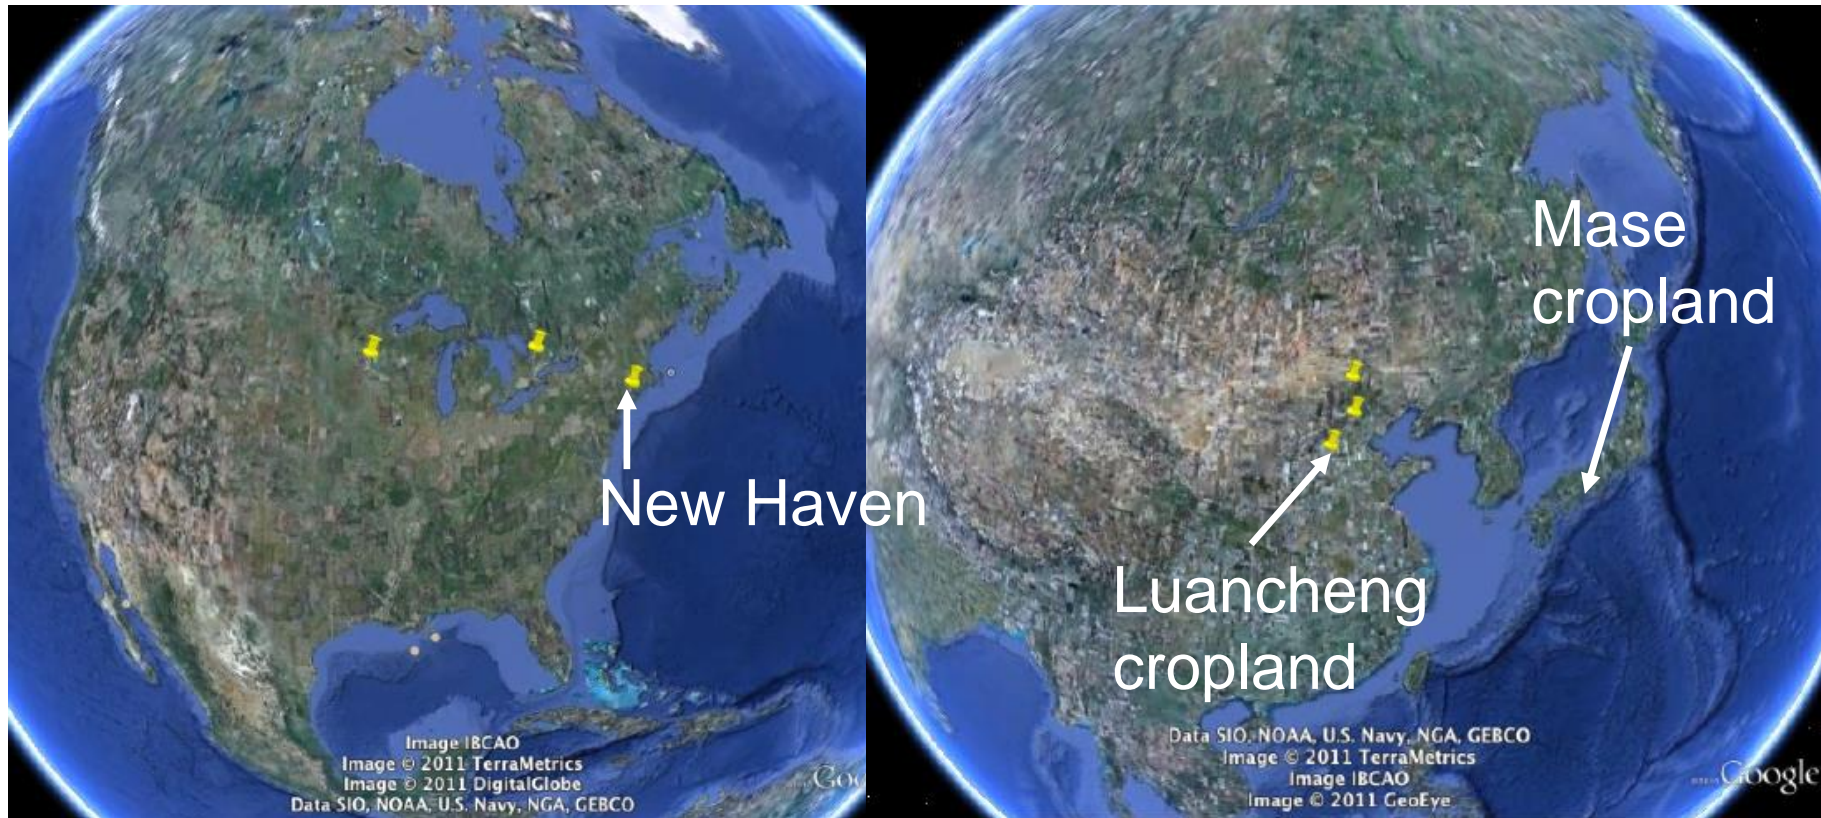 Mase
cropland
New Haven
Luancheng
cropland
Image IBCAO
Image © 2011 TerraMetrics
Image © 2011 DigitalGlobe
Data SIO, NOAA, U.S. Navy, NGA, GEBCO
Goo
Data SIO, NOAA, U.S. Navy, NGA, GEBCO
Image © 2011 TerraMetrics
Image IBCAO
Image © 2011 GeoEye
Google